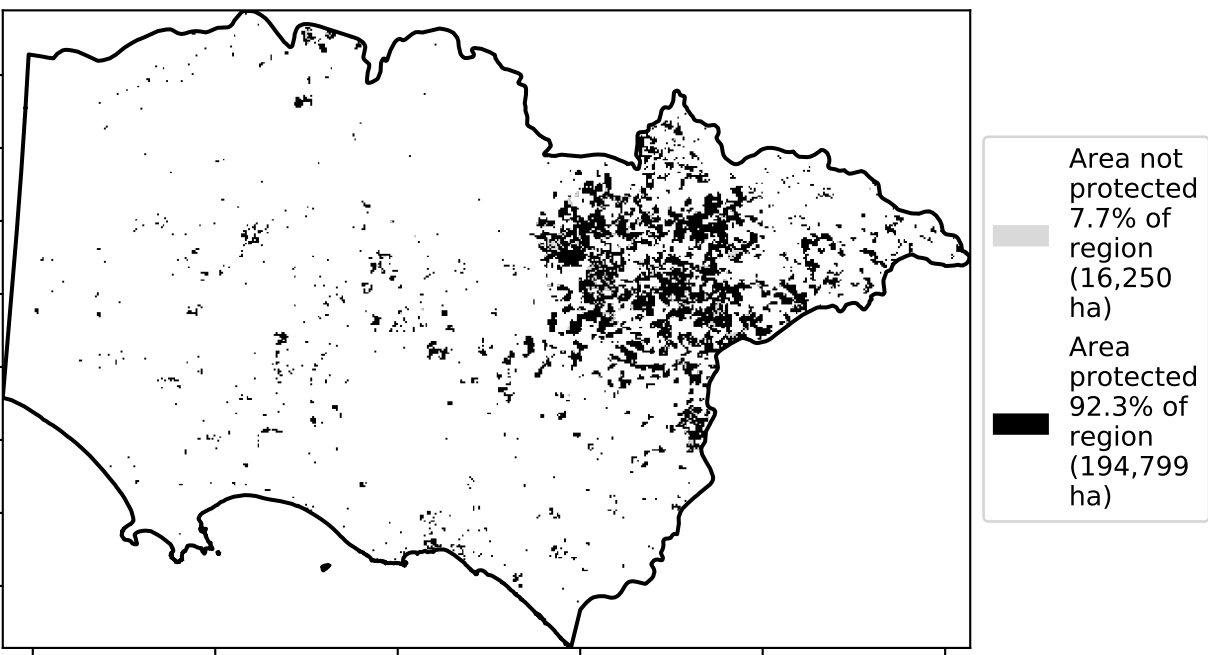 Area not
protected
7.7% of
region
(16,250
ha)
Area
protected
92.3% of
region
(194,799
ha)